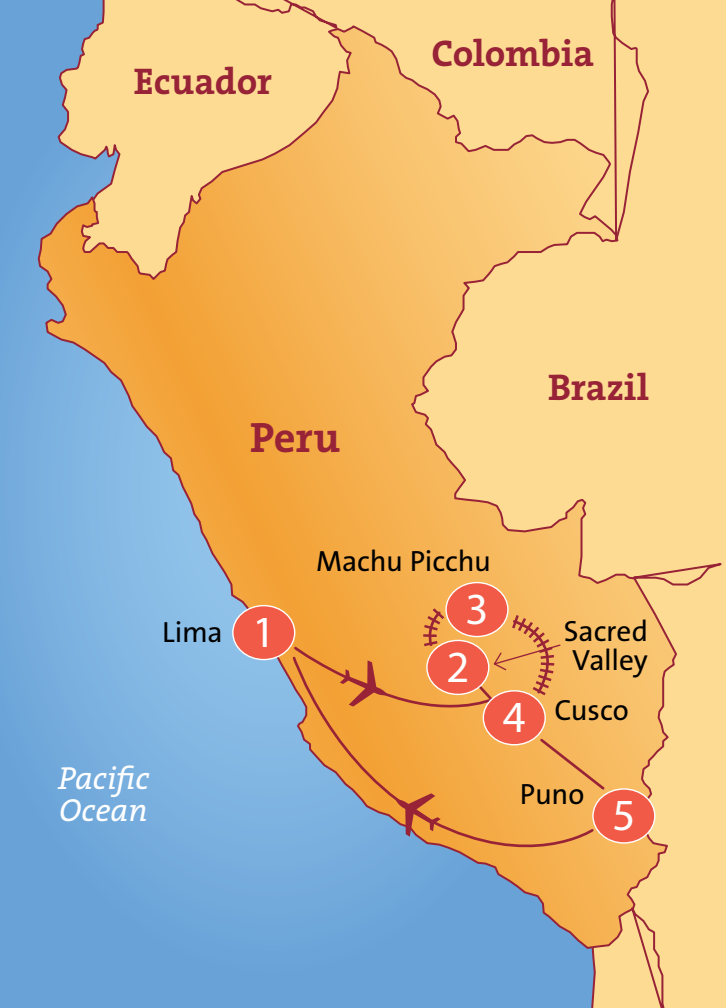 Colombia
Ecuador
Brazil
Peru
Machu Picchu
3
Lima
1
Sacred
Valley
2
4
Cusco
Pacific
Ocean
Puno
5